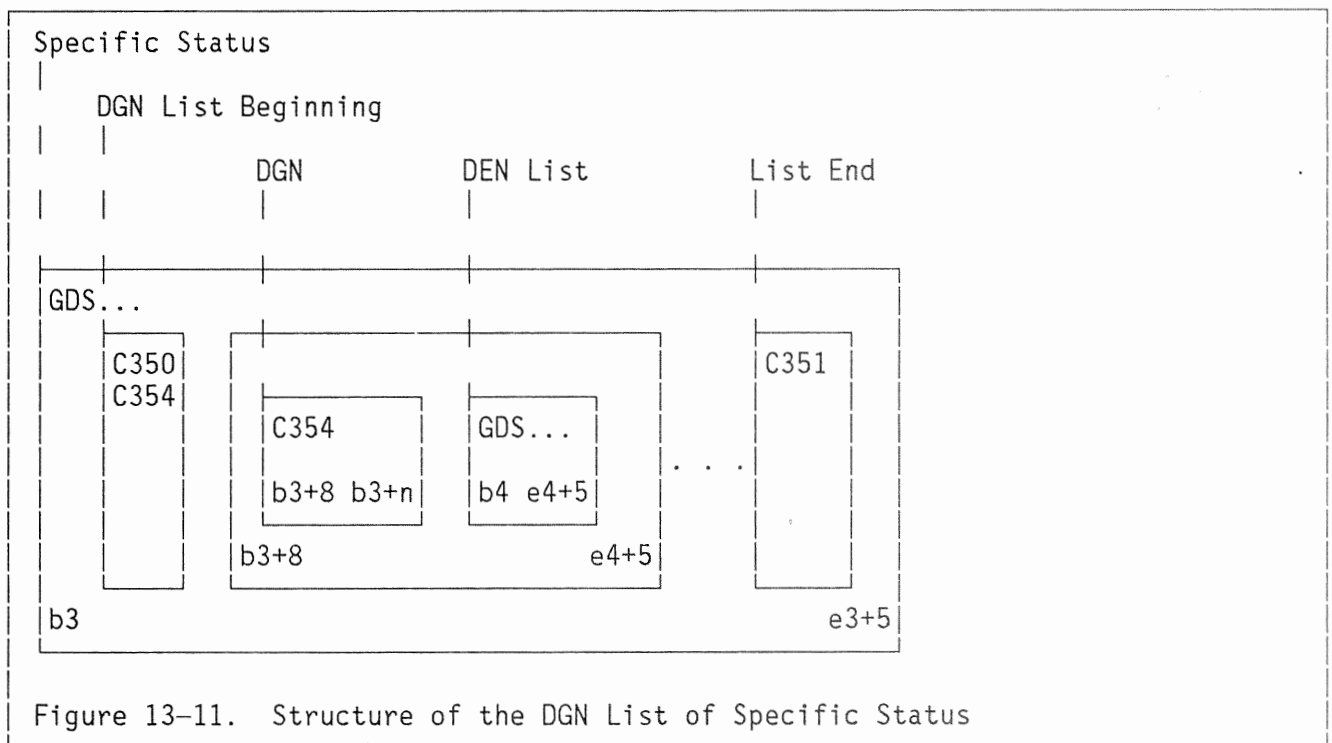 Specific Status
DGN List Beginning
DGN DEN List List End
GDS...
C350 C351
C354
C354 GDS...
. . .
b3+8 b3+n b4 e4+5
b3+8 e4+5
b3 e3+5
Figure 13–11. Structure of the DGN List of Specific Status